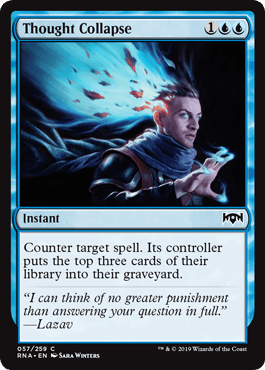 Thought Collapse 1
Instant
Counter target spell. Its controller
puts the top three cards of their
library into their graveyard.
“I can think of no greater punishment
than answering your question in full.”
—Lazav
057/259 C
RNA • EN SARA WINTERS
™ & © 2019 Wizards of the Coast